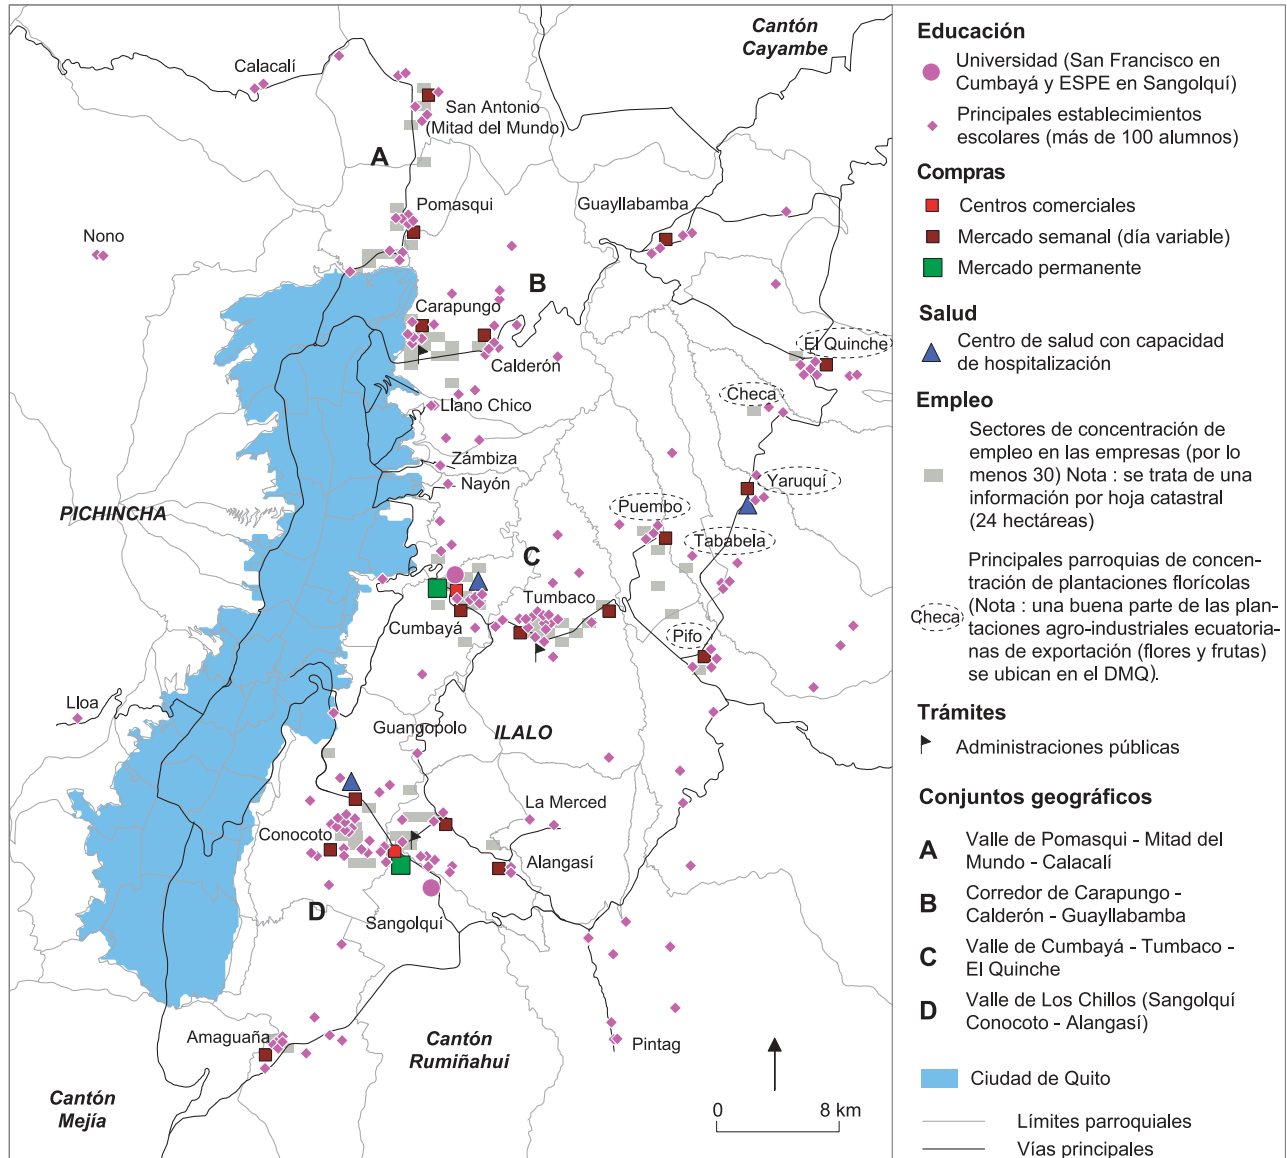 Cantón
Cayambe
Calacalí
San Antonio
(Mitad del Mundo)
A
Pomasqui
Guayllabamba
Nono
B
Carapungo
El Quinche
Calderón
Checa
Llano Chico
Zámbiza
Nayón
Yaruquí
PICHINCHA
Puembo
Tababela
C
Tumbaco
Cumbayá
Pifo
Lloa
Guangopolo
ILALO
La Merced
Conocoto
Alangasí
D
Sangolquí
Amaguaña
Cantón
Rumiñahui
Pintag
Cantón
Mejía
0 8 km
Educación
Universidad (San Francisco en
Cumbayá y ESPE en Sangolquí)
Principales establecimientos
escolares (más de 100 alumnos)
Compras
Centros comerciales
Mercado semanal (día variable)
Mercado permanente
Salud
Centro de salud con capacidad
de hospitalización
Empleo
Sectores de concentración de
empleo en las empresas (por lo
menos 30) Nota : se trata de una
información por hoja catastral
(24 hectáreas)
Principales parroquias de concen-
tración de plantaciones florícolas
(Nota : una buena parte de las plan-
Checa taciones agro-industriales ecuatoria-
nas de exportación (flores y frutas)
se ubican en el DMQ).
Trámites
Administraciones públicas
Conjuntos geográficos
A Valle de Pomasqui - Mitad del
Mundo - Calacalí
B Corredor de Carapungo -
Calderón - Guayllabamba
C Valle de Cumbayá - Tumbaco -
El Quinche
D Valle de Los Chillos (Sangolquí
Conocoto - Alangasí)
Ciudad de Quito
Límites parroquiales
Vías principales